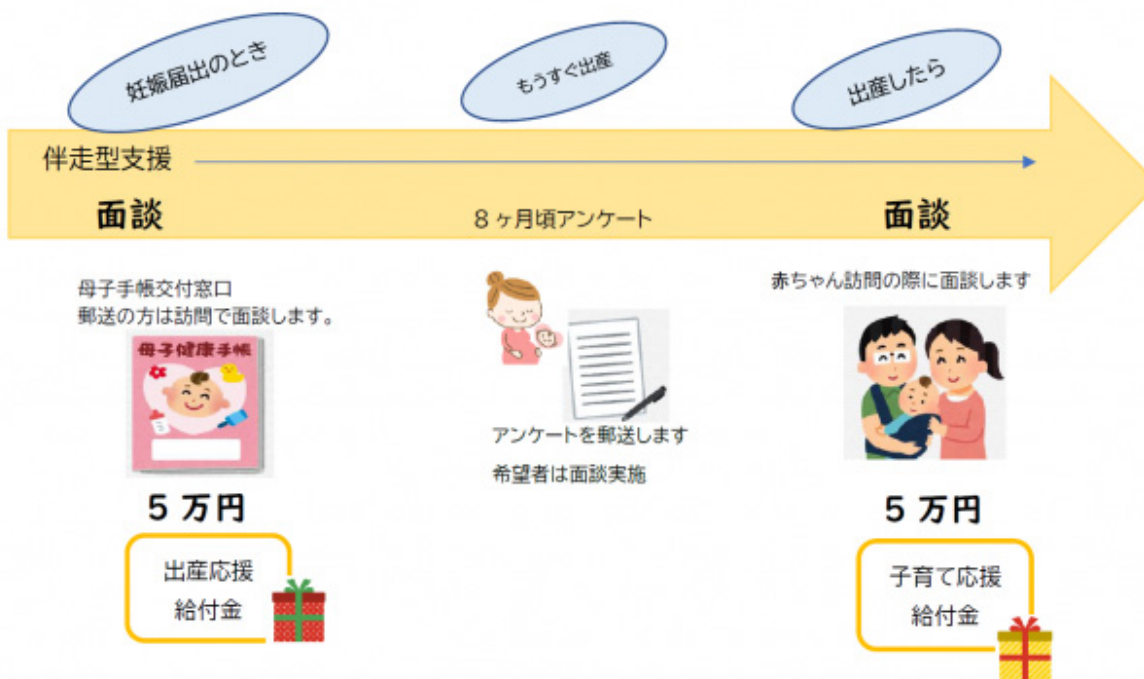 妊娠届出のとき
もうすぐ出産
出産したら
伴走型支援
面談
8ヶ月頃アンケート
面談
母子手帳交付窓口
郵送の方は訪問で面談します。
母子健康手帳
5万円
出産応援
給付金
アンケートを郵送します
希望者は面談実施
赤ちゃん訪問の際に面談します
5万円
子育て応援
給付金